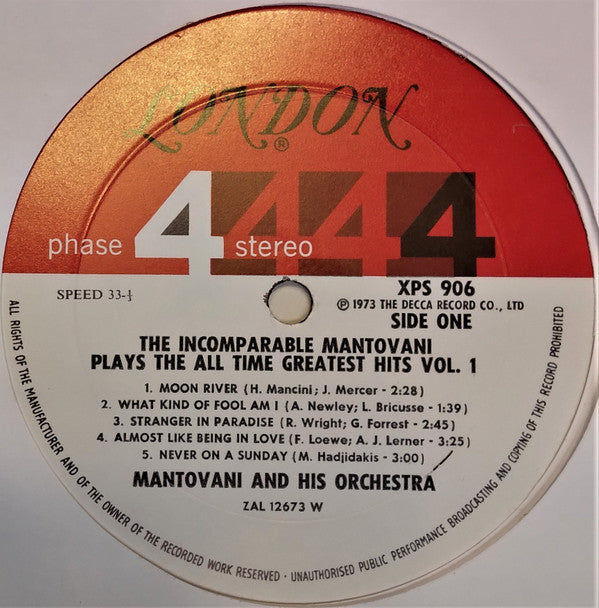 LONDON
®
phase 4 stereo 4 4 4
SPEED 33-⅓
XPS 906
℗ 1973 THE DECCA RECORD CO., LTD
SIDE ONE
THE INCOMPARABLE MANTOVANI
PLAYS THE ALL TIME GREATEST HITS VOL. 1
1. MOON RIVER (H. Mancini; J. Mercer - 2:28)
2. WHAT KIND OF FOOL AM I (A. Newley; L. Bricusse - 1:39)
3. STRANGER IN PARADISE (R. Wright; G. Forrest - 2:45)
4. ALMOST LIKE BEING IN LOVE (F. Loewe; A. J. Lerner - 3:25)
5. NEVER ON A SUNDAY (M. Hadjidakis - 3:00)
MANTOVANI AND HIS ORCHESTRA
ZAL 12673 W
ALL RIGHTS OF THE MANUFACTURER AND OF THE OWNER OF THE RECORDED WORK RESERVED · UNAUTHORISED PUBLIC PERFORMANCE BROADCASTING AND COPYING OF THIS RECORD PROHIBITED